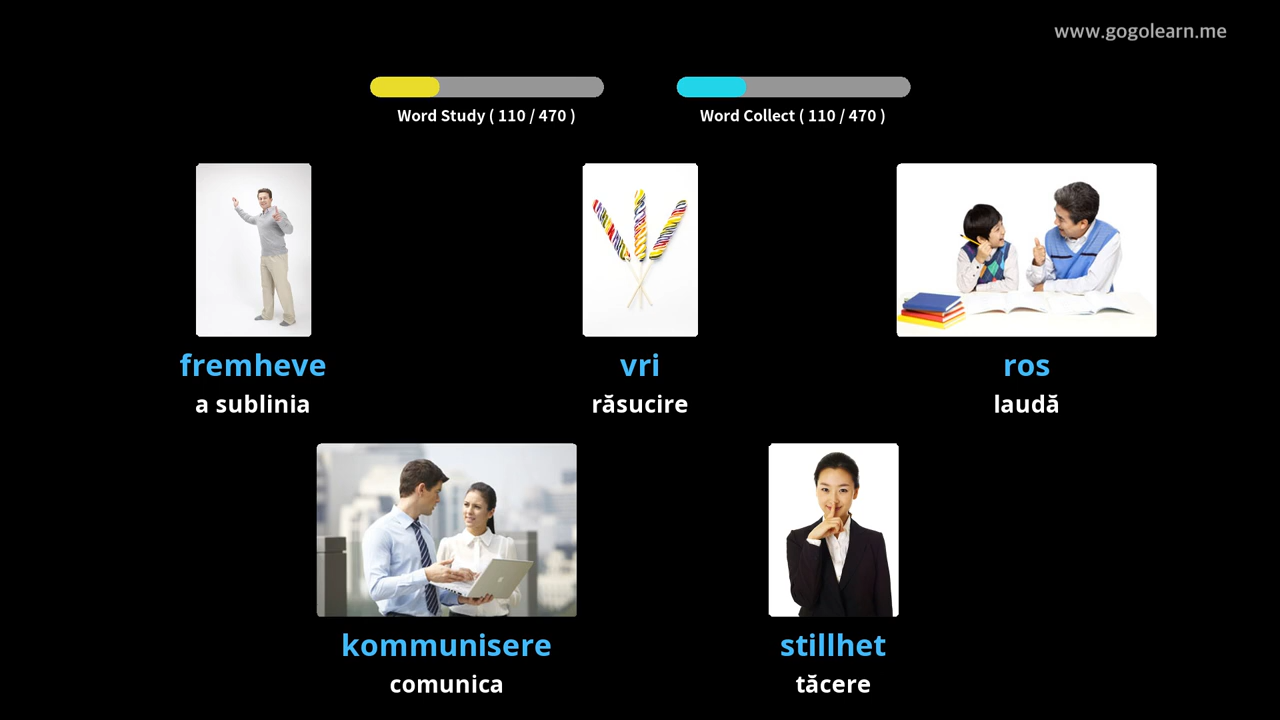 www.gogolearn.me
Word Study ( 110 / 470 )
Word Collect ( 110 / 470 )
fremheve
a sublinia
vri
răsucire
ros
laudă
kommunisere
comunica
stillhet
tăcere